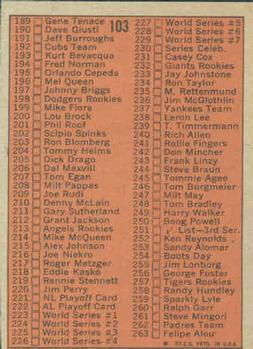 189 Gene Tenace
190 Dave Giusti
191 Jeff Burroughs
192 Cubs Team
193 Kurt Bevacqua
194 Fred Norman
195 Orlando Cepeda
196 Mel Queen
197 Johnny Briggs
198 Dodgers Rookies
199 Mike Fiore
200 Lou Brock
201 Phil Roof
202 Scipio Spinks
203 Ron Blomberg
204 Tommy Helms
205 Dick Drago
206 Dal Maxvill
207 Tom Egan
208 Milt Pappas
209 Joe Rudi
210 Denny McLain
211 Gary Sutherland
212 Grant Jackson
213 Angels Rookies
214 Mike McQueen
215 Alex Johnson
216 Joe Niekro
217 Roger Metzger
218 Eddie Kasko
219 Rennie Stennett
220 Jim Perry
221 NL Playoff Card
222 AL Playoff Card
223 World Series #1
224 World Series #2
225 World Series #3
226 World Series #4
103
227 World Series #5
228 World Series #6
229 World Series #7
230 Series Celeb.
231 Casey Cox
232 Giants Rookies
233 Jay Johnstone
234 Ron Taylor
235 M. Rettenmund
236 Jim McGlothlin
237 Yankees Team
238 Leron Lee
239 T. Timmermann
240 Rich Allen
241 Rollie Fingers
242 Don Mincher
243 Frank Linzy
244 Steve Braun
245 Tommie Agee
246 Tom Burgmeier
247 Milt May
248 Tom Bradley
249 Harry Walker
250 Boog Powell
251 List—3rd Ser.
252 Ken Reynolds
253 Sandy Alomar
254 Boots Day
255 Jim Lonborg
256 George Foster
257 Tigers Rookies
258 Randy Hundley
259 Sparkly Lyle
260 Ralph Garr
261 Steve Mingori
262 Padres Team
263 Felipe Alou